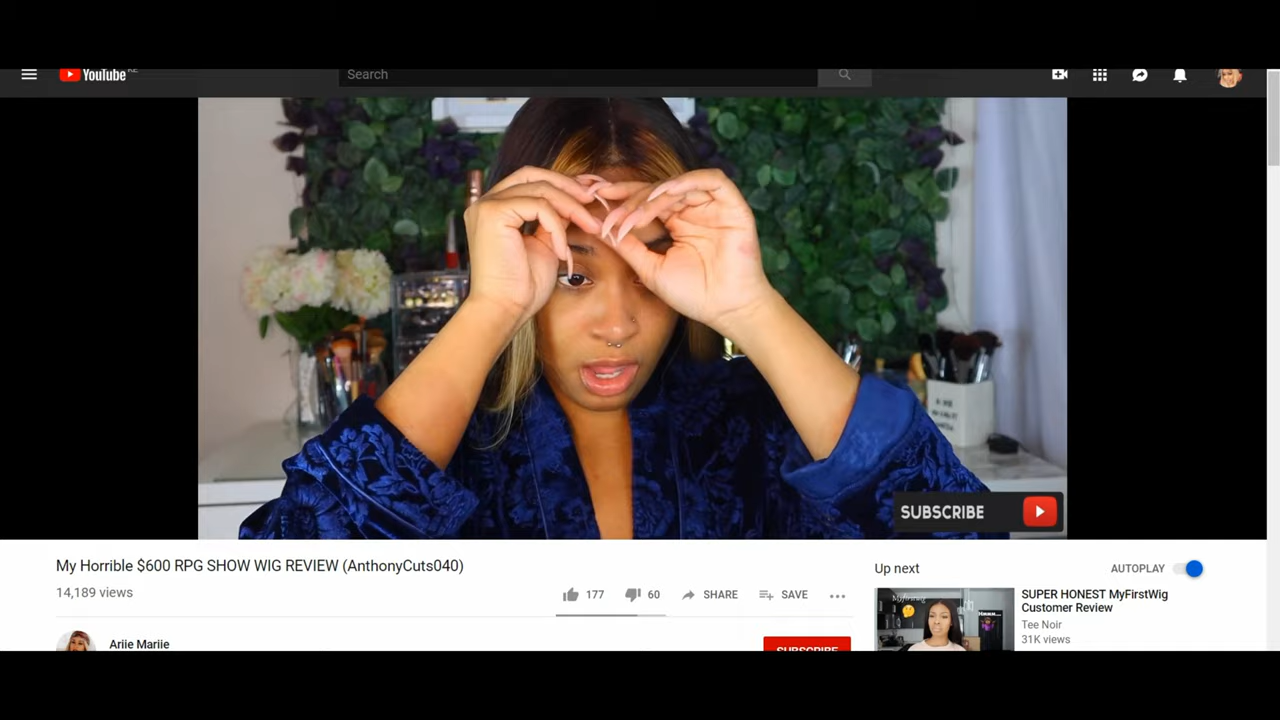 YouTube
Search
SUBSCRIBE
My Horrible $600 RPG SHOW WIG REVIEW (AnthonyCuts040)
14,189 views
177
60
SHARE
SAVE
Ariie Mariie
SUBSCRIBE
Up next
AUTOPLAY
SUPER HONEST MyFirstWig
Customer Review
Tee Noir
31K views